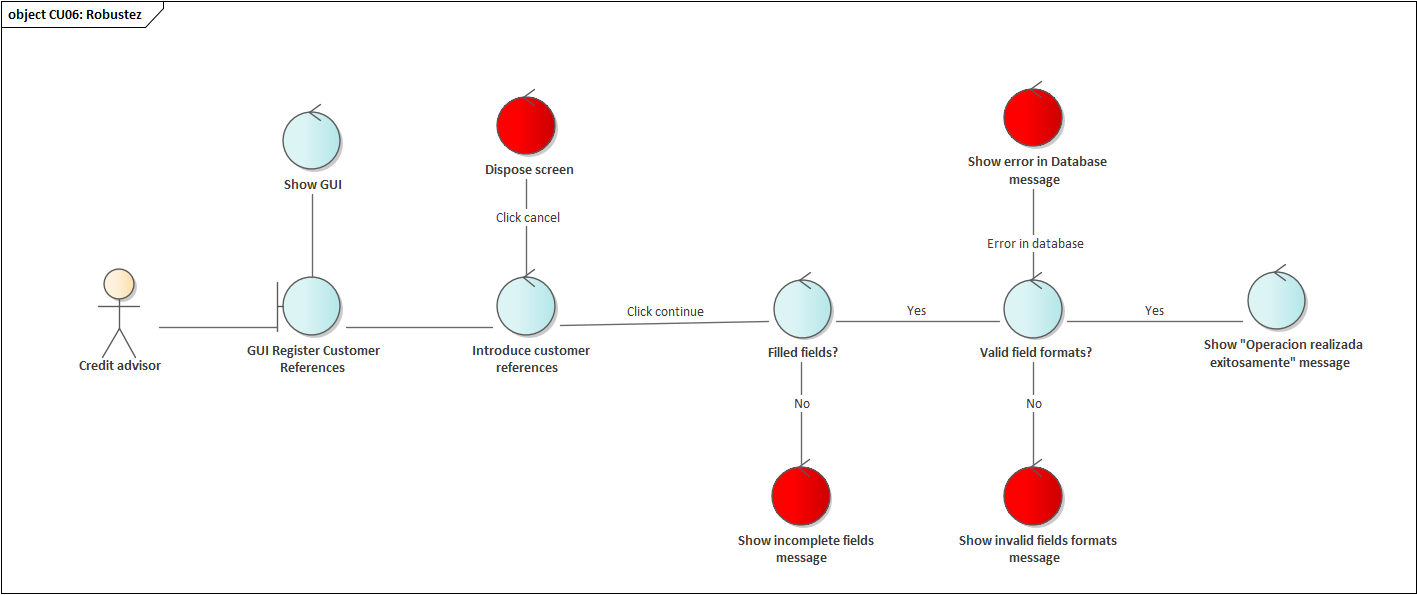 object CU06: Robustez
Show GUI
Dispose screen
Click cancel
Show error in Database
message
Error in database
Credit advisor
GUI Register Customer
References
Introduce customer
references
Click continue
Filled fields?
Yes
Valid field formats?
Yes
Show "Operacion realizada
exitosamente" message
No
No
Show incomplete fields
message
Show invalid fields formats
message